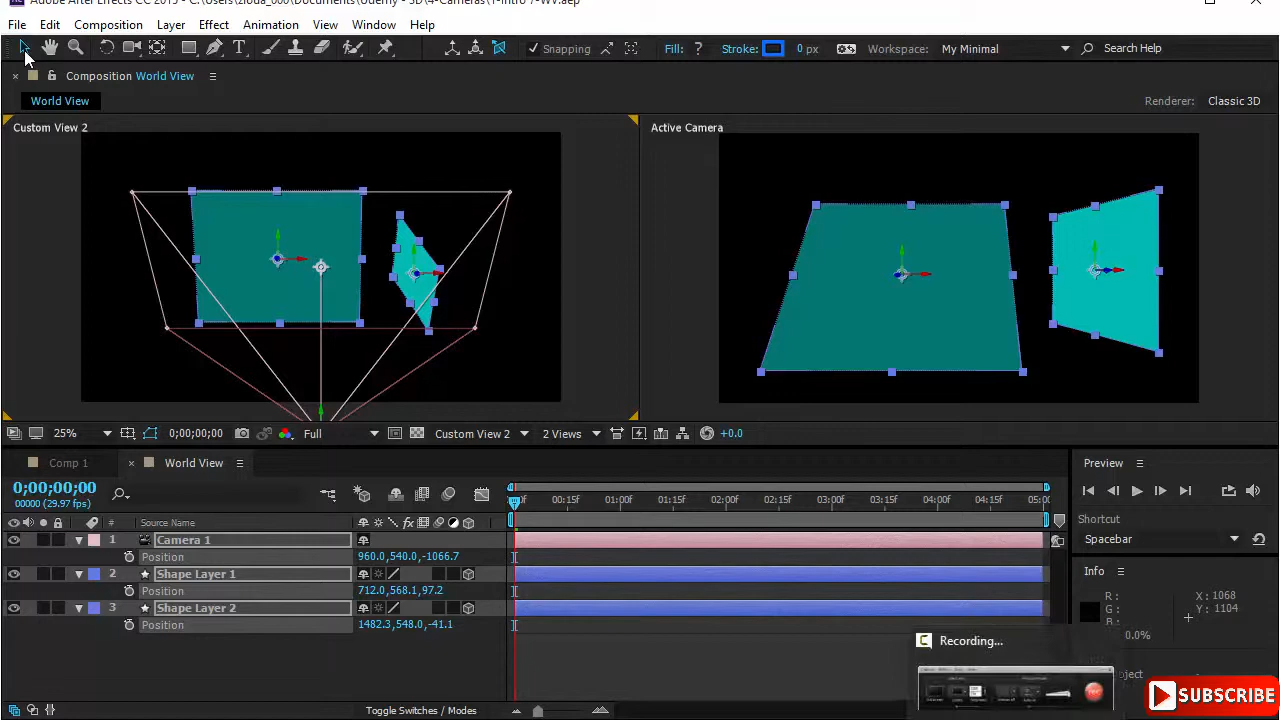 Adobe After Effects CC 2015 - C:\Users\zioua_000\Documents\Udemy - 3D\4-Cameras\1-Intro 7-WV.aep
File Edit Composition Layer Effect Animation View Window Help
Snapping Fill: ? Stroke: 0 px Workspace: My Minimal Search Help
× Composition World View
World View Renderer: Classic 3D
Custom View 2 Active Camera
25% 0;00;00;00 Full Custom View 2 2 Views +0.0
Comp 1 × World View Preview
0;00;00;00
00000 (29.97 fps)
00:15f 01:00f 01:15f 02:00f 02:15f 03:00f 03:15f 04:00f 04:15f 05:00
# Source Name fx Shortcut
1 Camera 1 Spacebar
Position 960.0,540.0,-1066.7
2 Shape Layer 1 Info
Position 712.0,568.1,97.2 R: X: 1068
3 Shape Layer 2 G: Y: 1104
Position 1482.3,548.0,-41.1 B:
0.0%
Recording...
SUBSCRIBE
Toggle Switches / Modes